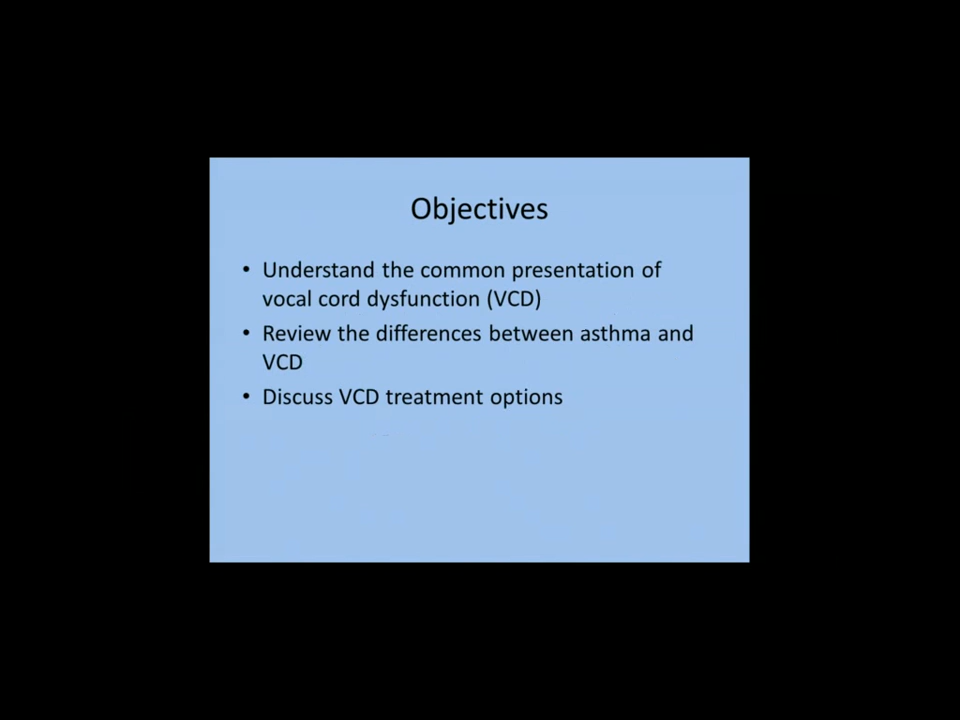 Objectives
• Understand the common presentation of
vocal cord dysfunction (VCD)
• Review the differences between asthma and
VCD
• Discuss VCD treatment options